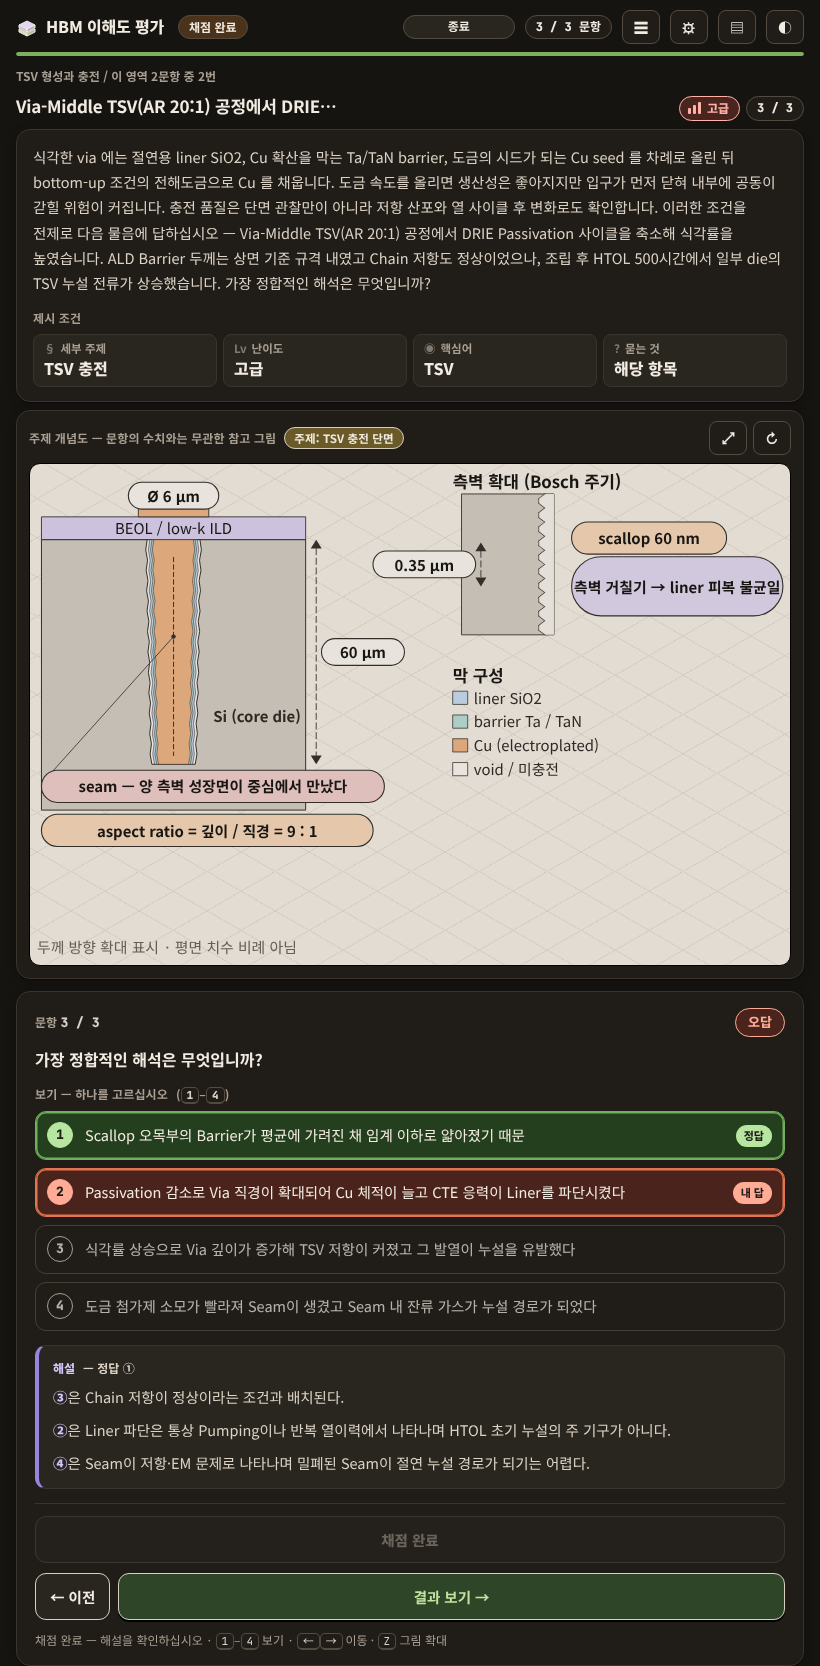 HBM 이해도 평가
채점 완료
종료
3 / 3 문항
TSV 형성과 충전 / 이 영역 2문항 중 2번
Via-Middle TSV(AR 20:1) 공정에서 DRIE…
고급
3 / 3
식각한 via 에는 절연용 liner SiO2, Cu 확산을 막는 Ta/TaN barrier, 도금의 시드가 되는 Cu seed 를 차례로 올린 뒤
bottom-up 조건의 전해도금으로 Cu 를 채웁니다. 도금 속도를 올리면 생산성은 좋아지지만 입구가 먼저 닫혀 내부에 공동이
갇힐 위험이 커집니다. 충전 품질은 단면 관찰만이 아니라 저항 산포와 열 사이클 후 변화로도 확인합니다. 이러한 조건을
전제로 다음 물음에 답하십시오 — Via-Middle TSV(AR 20:1) 공정에서 DRIE Passivation 사이클을 축소해 식각률을
높였습니다. ALD Barrier 두께는 상면 기준 규격 내였고 Chain 저항도 정상이었으나, 조립 후 HTOL 500시간에서 일부 die의
TSV 누설 전류가 상승했습니다. 가장 정합적인 해석은 무엇입니까?
제시 조건
§ 세부 주제
TSV 충전
Lv 난이도
고급
◉ 핵심어
TSV
? 묻는 것
해당 항목
주제 개념도 — 문항의 수치와는 무관한 참고 그림
주제: TSV 충전 단면
Ø 6 µm
BEOL / low-k ILD
60 µm
Si (core die)
seam — 양 측벽 성장면이 중심에서 만났다
aspect ratio = 깊이 / 직경 = 9 : 1
측벽 확대 (Bosch 주기)
0.35 µm
scallop 60 nm
측벽 거칠기 → liner 피복 불균일
막 구성
liner SiO2
barrier Ta / TaN
Cu (electroplated)
void / 미충전
두께 방향 확대 표시 · 평면 치수 비례 아님
문항 3 / 3
오답
가장 정합적인 해석은 무엇입니까?
보기 — 하나를 고르십시오 (1–4)
1 Scallop 오목부의 Barrier가 평균에 가려진 채 임계 이하로 얇아졌기 때문 정답
2 Passivation 감소로 Via 직경이 확대되어 Cu 체적이 늘고 CTE 응력이 Liner를 파단시켰다 내 답
3 식각률 상승으로 Via 깊이가 증가해 TSV 저항이 커졌고 그 발열이 누설을 유발했다
4 도금 첨가제 소모가 빨라져 Seam이 생겼고 Seam 내 잔류 가스가 누설 경로가 되었다
해설 — 정답 ①
③은 Chain 저항이 정상이라는 조건과 배치된다.
②은 Liner 파단은 통상 Pumping이나 반복 열이력에서 나타나며 HTOL 초기 누설의 주 기구가 아니다.
④은 Seam이 저항·EM 문제로 나타나며 밀폐된 Seam이 절연 누설 경로가 되기는 어렵다.
채점 완료
← 이전
결과 보기 →
채점 완료 — 해설을 확인하십시오 · 1–4 보기 · ← → 이동 · Z 그림 확대